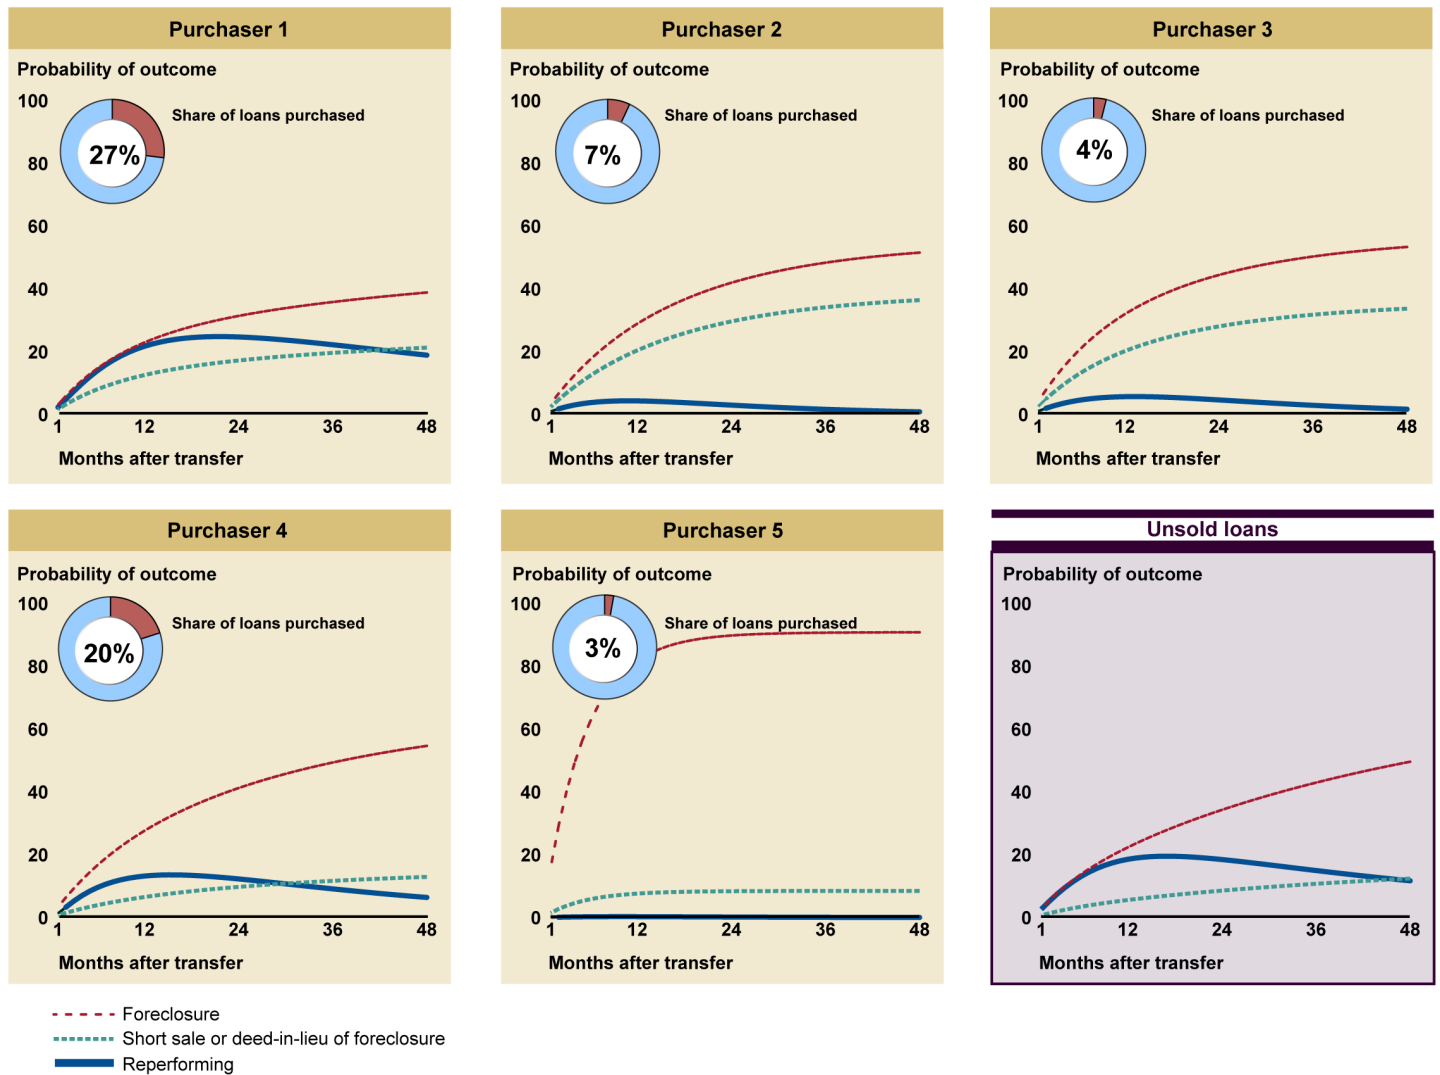 Purchaser 1
Probability of outcome
100
Share of loans purchased
27%
80
60
40
20
0
1 12 24 36 48
Months after transfer
Purchaser 2
Probability of outcome
100
Share of loans purchased
7%
80
60
40
20
0
1 12 24 36 48
Months after transfer
Purchaser 3
Probability of outcome
100
Share of loans purchased
4%
80
60
40
20
0
1 12 24 36 48
Months after transfer
Purchaser 4
Probability of outcome
100
Share of loans purchased
20%
80
60
40
20
0
1 12 24 36 48
Months after transfer
Purchaser 5
Probability of outcome
100
Share of loans purchased
3%
80
60
40
20
0
1 12 24 36 48
Months after transfer
Unsold loans
Probability of outcome
100
80
60
40
20
0
1 12 24 36 48
Months after transfer
Foreclosure
Short sale or deed-in-lieu of foreclosure
Reperforming